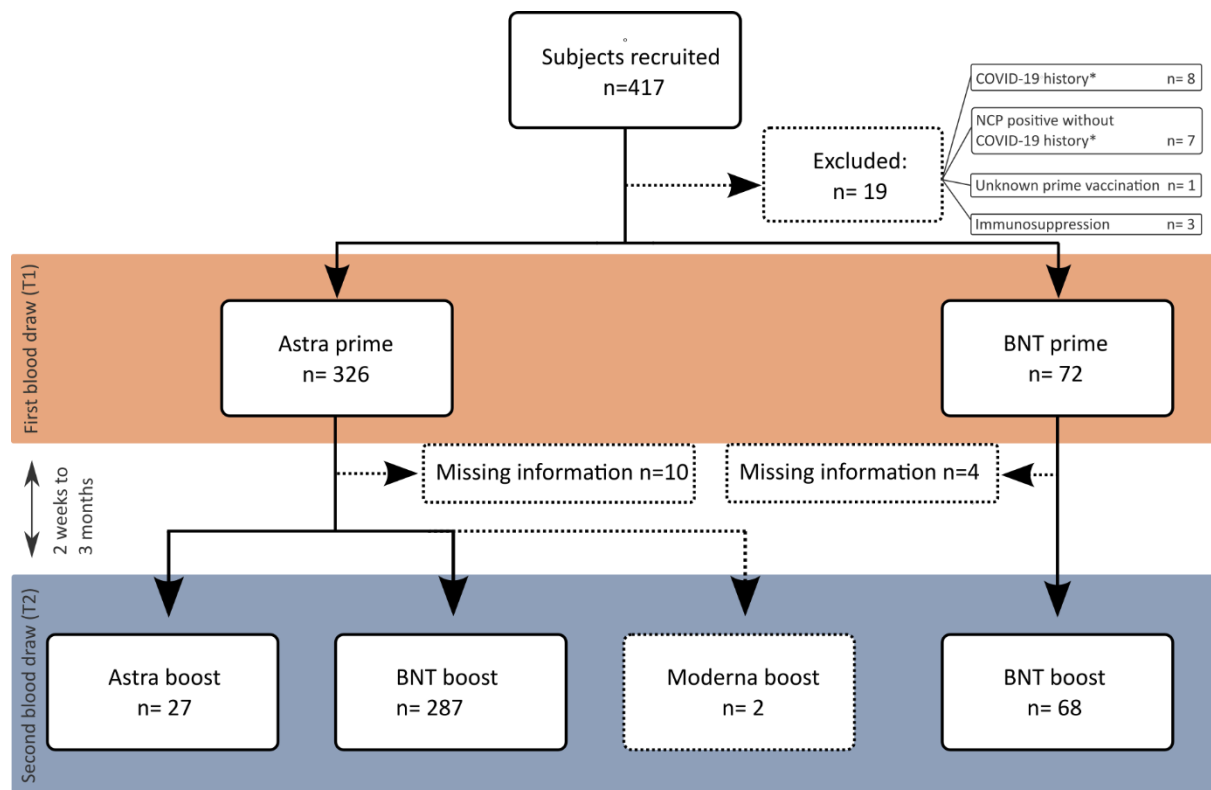 Subjects recruited
n=417
COVID-19 history* n= 8
NCP positive without
COVID-19 history* n= 7
Unknown prime vaccination n= 1
Immunosuppression n= 3
Excluded:
n= 19
First blood draw (T1)
Astra prime
n= 326
BNT prime
n= 72
2 weeks to
3 months
Missing information n=10
Missing information n=4
Second blood draw (T2)
Astra boost
n= 27
BNT boost
n= 287
Moderna boost
n= 2
BNT boost
n= 68